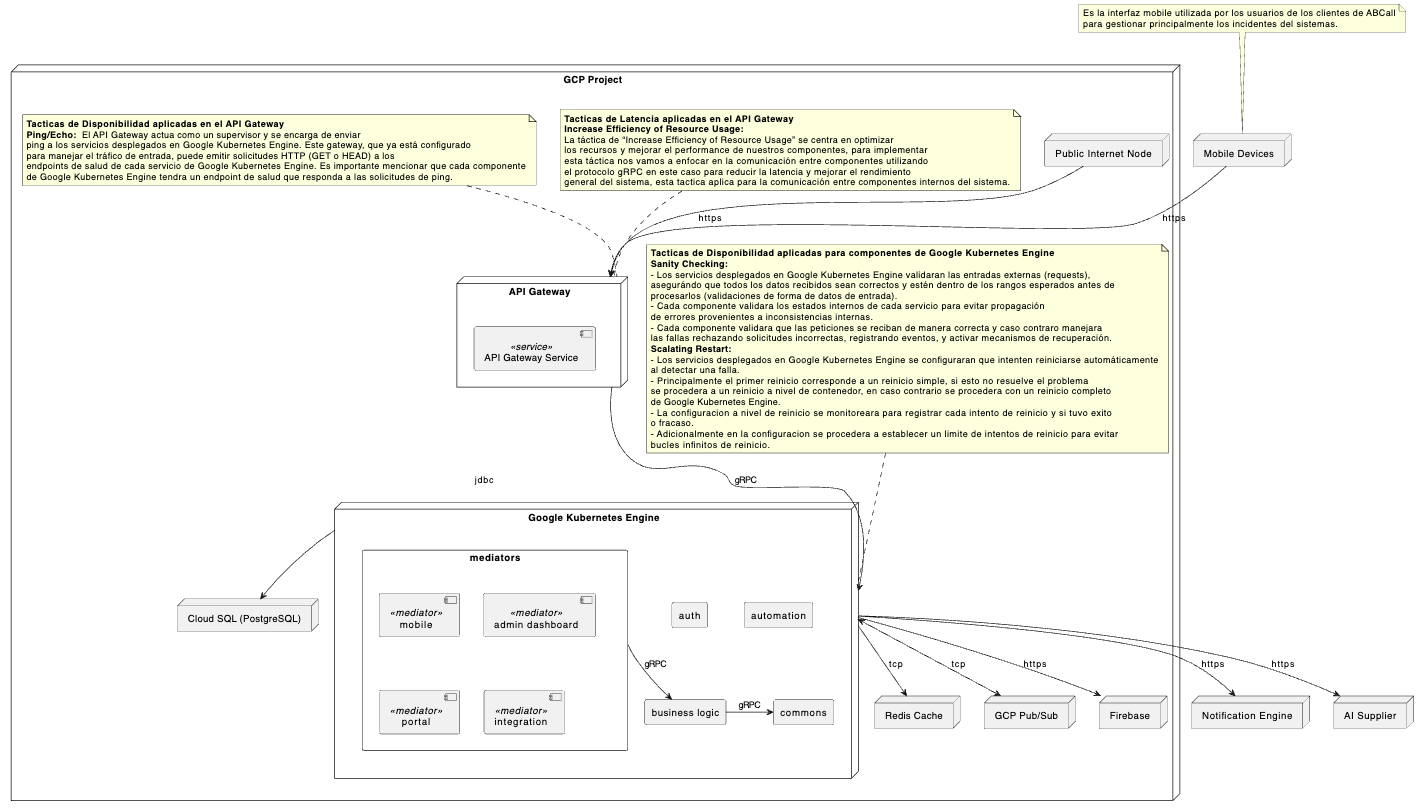 Es la interfaz mobile utilizada por los usuarios de los clientes de ABCall
para gestionar principalmente los incidentes del sistemas.
GCP Project
Tacticas de Disponibilidad aplicadas en el API Gateway
Ping/Echo: El API Gateway actua como un supervisor y se encarga de enviar
ping a los servicios desplegados en Google Kubernetes Engine. Este gateway, que ya está configurado
para manejar el tráfico de entrada, puede emitir solicitudes HTTP (GET o HEAD) a los
endpoints de salud de cada servicio de Google Kubernetes Engine. Es importante mencionar que cada componente
de Google Kubernetes Engine tendra un endpoint de salud que responda a las solicitudes de ping.
Tacticas de Latencia aplicadas en el API Gateway
Increase Efficiency of Resource Usage:
La táctica de “Increase Efficiency of Resource Usage” se centra en optimizar
los recursos y mejorar el performance de nuestros componentes, para implementar
esta táctica nos vamos a enfocar en la comunicación entre componentes utilizando
el protocolo gRPC en este caso para reducir la latencia y mejorar el rendimiento
general del sistema, esta tactica aplica para la comunicación entre componentes internos del sistema.
Public Internet Node
Mobile Devices
https
https
Tacticas de Disponibilidad aplicadas para componentes de Google Kubernetes Engine
Sanity Checking:
- Los servicios desplegados en Google Kubernetes Engine validaran las entradas externas (requests),
asegurándo que todos los datos recibidos sean correctos y estén dentro de los rangos esperados antes de
procesarlos (validaciones de forma de datos de entrada).
- Cada componente validara los estados internos de cada servicio para evitar propagación
de errores provenientes a inconsistencias internas.
- Cada componente validara que las peticiones se reciban de manera correcta y caso contraro manejara
las fallas rechazando solicitudes incorrectas, registrando eventos, y activar mecanismos de recuperación.
Scalating Restart:
- Los servicios desplegados en Google Kubernetes Engine se configuraran que intenten reiniciarse automáticamente
al detectar una falla.
- Principalmente el primer reinicio corresponde a un reinicio simple, si esto no resuelve el problema
se procedera a un reinicio a nivel de contenedor, en caso contrario se procedera con un reinicio completo
de Google Kubernetes Engine.
- La configuracion a nivel de reinicio se monitoreara para registrar cada intento de reinicio y si tuvo exito
o fracaso.
- Adicionalmente en la configuracion se procedera a establecer un limite de intentos de reinicio para evitar
bucles infinitos de reinicio.
API Gateway
«service»
API Gateway Service
jdbc
gRPC
Google Kubernetes Engine
mediators
«mediator»
mobile
«mediator»
admin dashboard
auth
automation
Cloud SQL (PostgreSQL)
gRPC
tcp
tcp
https
https
https
«mediator»
portal
«mediator»
integration
business logic
gRPC
commons
Redis Cache
GCP Pub/Sub
Firebase
Notification Engine
AI Supplier